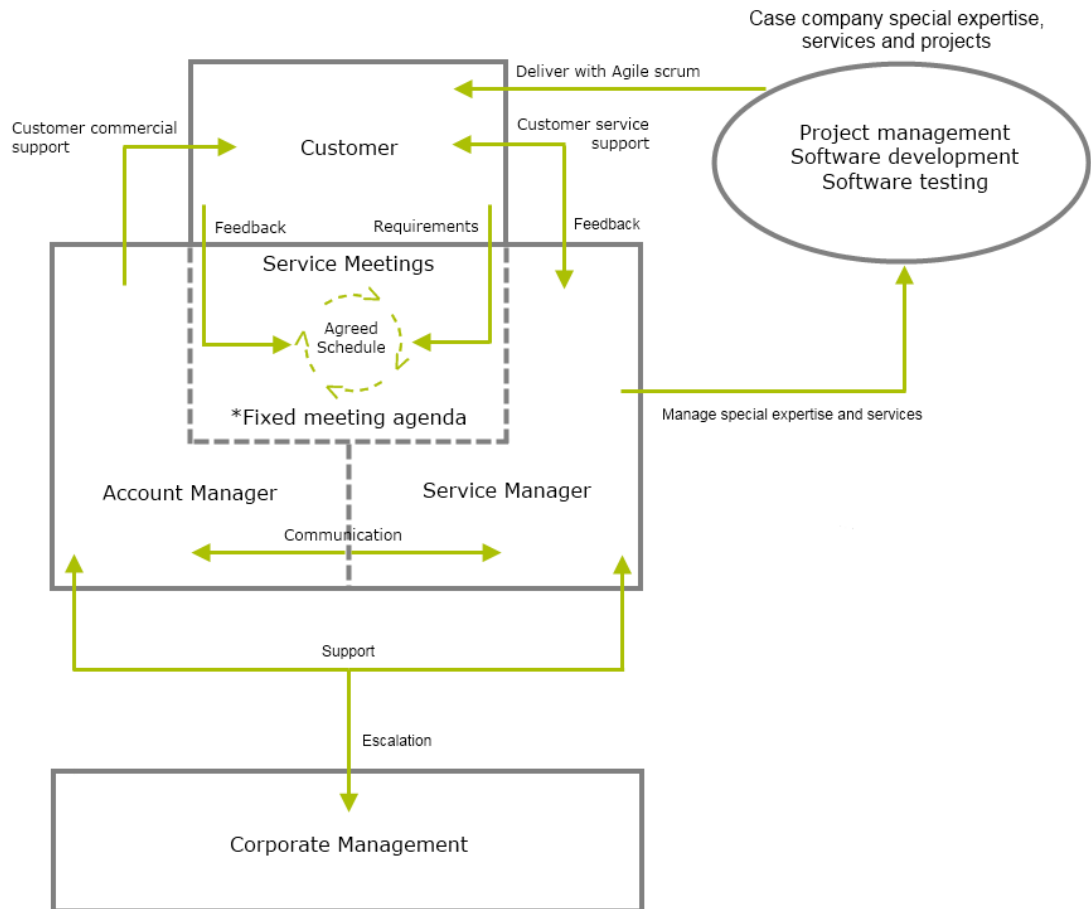 Case company special expertise,
services and projects
Deliver with Agile scrum
Customer commercial
support
Customer
Customer service
support
Project management
Software development
Software testing
Feedback
Requirements
Feedback
Service Meetings
Agreed
Schedule
*Fixed meeting agenda
Manage special expertise and services
Account Manager
Service Manager
Communication
Support
Escalation
Corporate Management